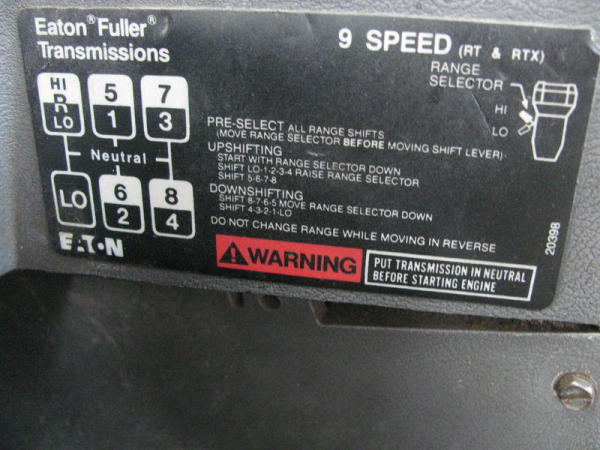 Eaton® Fuller®
Transmissions
9 SPEED (RT & RTX)
RANGE
SELECTOR
HI
LO
HI
R
LO
5
1
7
3
Neutral
LO
6
2
8
4
PRE-SELECT ALL RANGE SHIFTS
(MOVE RANGE SELECTOR BEFORE MOVING SHIFT LEVER)
UPSHIFTING
START WITH RANGE SELECTOR DOWN
SHIFT LO-1-2-3-4 RAISE RANGE SELECTOR
SHIFT 5-6-7-8
DOWNSHIFTING
SHIFT 8-7-6-5 MOVE RANGE SELECTOR DOWN
SHIFT 4-3-2-1-LO
DO NOT CHANGE RANGE WHILE MOVING IN REVERSE
EATON
WARNING
PUT TRANSMISSION IN NEUTRAL
BEFORE STARTING ENGINE
20398